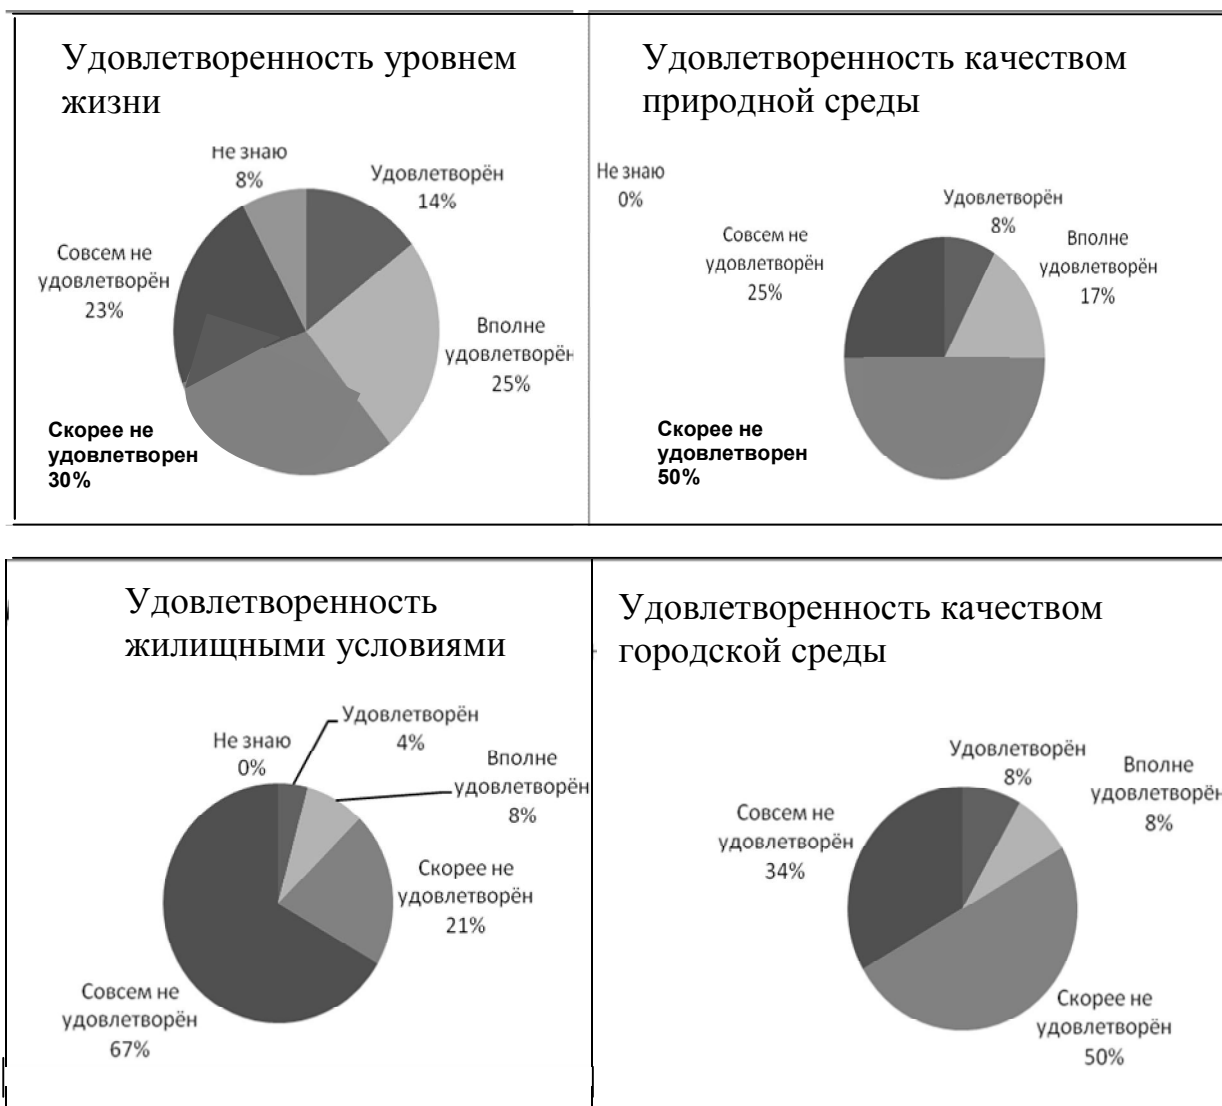 Удовлетворенность уровнем
жизни
Не знаю
8%
Удовлетворён
14%
Совсем не
удовлетворён
23%
Вполне
удовлетворён
25%
Скорее не
удовлетворен
30%
Удовлетворенность качеством
природной среды
Не знаю
0%
Удовлетворён
8%
Совсем не
удовлетворён
25%
Вполне
удовлетворён
17%
Скорее не
удовлетворен
50%
Удовлетворенность
жилищными условиями
Удовлетворён
4%
Не знаю
0%
Вполне
удовлетворён
8%
Скорее не
удовлетворён
21%
Совсем не
удовлетворён
67%
Удовлетворенность качеством
городской среды
Удовлетворён
8%
Вполне
удовлетворён
8%
Совсем не
удовлетворён
34%
Скорее не
удовлетворён
50%